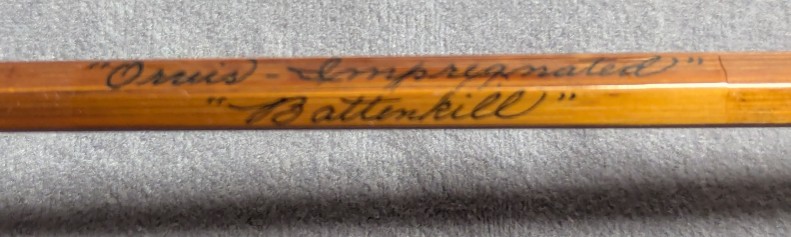 "Orvis - Impregnated"
"Battenkill"